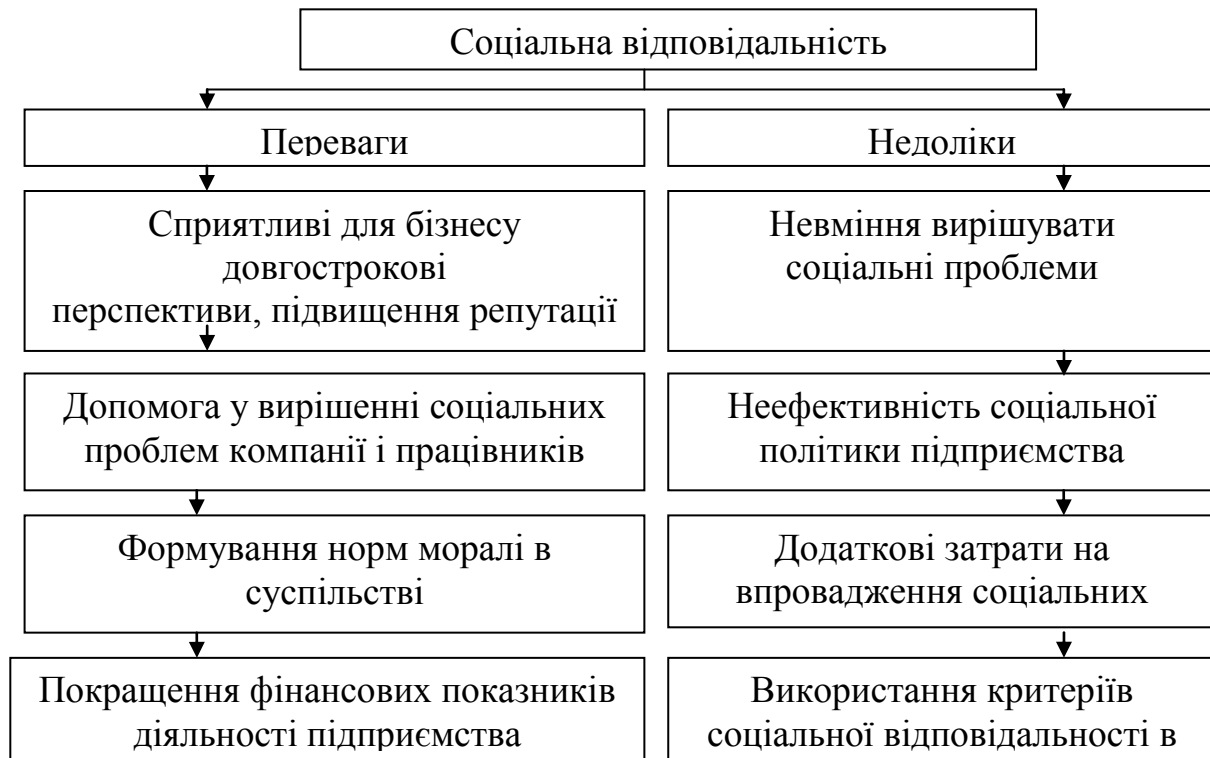 Соціальна відповідальність
Переваги
Недоліки
Сприятливі для бізнесу
довгострокові
перспективи, підвищення репутації
Невміння вирішувати
соціальні проблеми
Допомога у вирішенні соціальних
проблем компанії і працівників
Неефективність соціальної
політики підприємства
Формування норм моралі в
суспільстві
Додаткові затрати на
впровадження соціальних
Покращення фінансових показників
діяльності підприємства
Використання критеріїв
соціальної відповідальності в